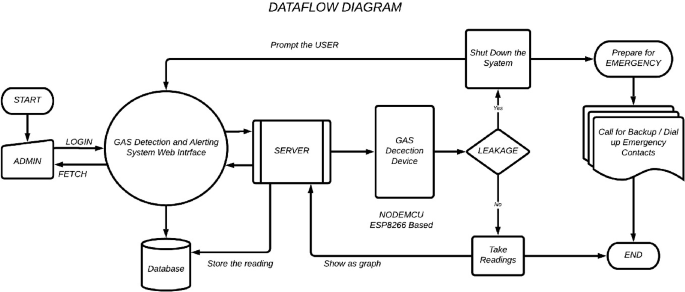 DATAFLOW DIAGRAM
Prompt the USER
Shut Down the
System
Prepare for
EMERGENCY
START
Yes
LOGIN
ADMIN
FETCH
GAS Detection and Alerting
System Web Intrface
SERVER
GAS
Decection
Device
LEAKAGE
Call for Backup / Dial
up Emergency
Contacts
No
NODEMCU
ESP8266 Based
Database
Store the reading
Show as graph
Take
Readings
END